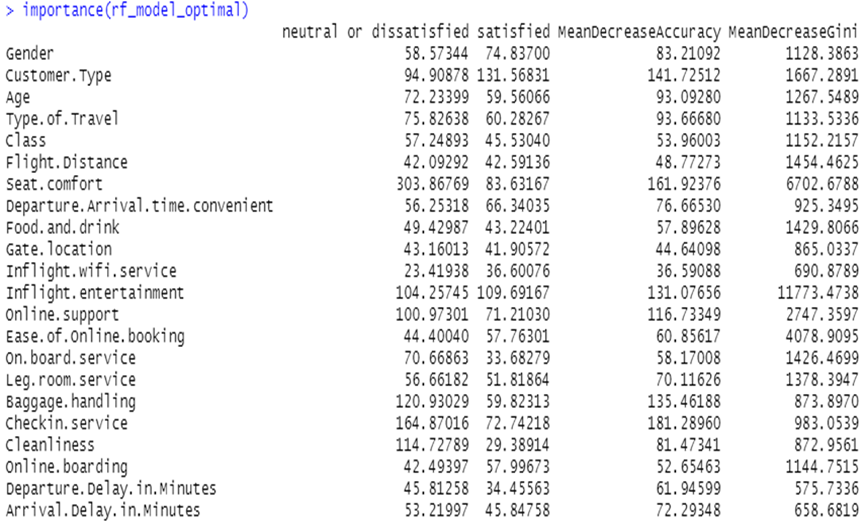 > importance(rf_model_optimal)
neutral or dissatisfied satisfied MeanDecreaseAccuracy MeanDecreaseGini
Gender 58.57344 74.83700 83.21092 1128.3863
Customer.Type 94.90878 131.56831 141.72512 1667.2891
Age 72.23399 59.56066 93.09280 1267.5489
Type.of.Travel 75.82638 60.28267 93.66680 1133.5336
Class 57.24893 45.53040 53.96003 1152.2157
Flight.Distance 42.09292 42.59136 48.77273 1454.4625
Seat.comfort 303.86769 83.63167 161.92376 6702.6788
Departure.Arrival.time.convenient 56.25318 66.34035 76.66530 925.3495
Food.and.drink 49.42987 43.22401 57.89628 1429.8066
Gate.location 43.16013 41.90572 44.64098 865.0337
Inflight.wifi.service 23.41938 36.60076 36.59088 690.8789
Inflight.entertainment 104.25745 109.69167 131.07656 11773.4738
Online.support 100.97301 71.21030 116.73349 2747.3597
Ease.of.Online.booking 44.40040 57.76301 60.85617 4078.9095
On.board.service 70.66863 33.68279 58.17008 1426.4699
Leg.room.service 56.66182 51.81864 70.11626 1378.3947
Baggage.handling 120.93029 59.82313 135.46188 873.8970
Checkin.service 164.87016 72.74218 181.28960 983.0539
Cleanliness 114.72789 29.38914 81.47341 872.9561
Online.boarding 42.49397 57.99673 52.65463 1144.7515
Departure.Delay.in.Minutes 45.81258 34.45563 61.94599 575.7336
Arrival.Delay.in.Minutes 53.21997 45.84758 72.29348 658.6819